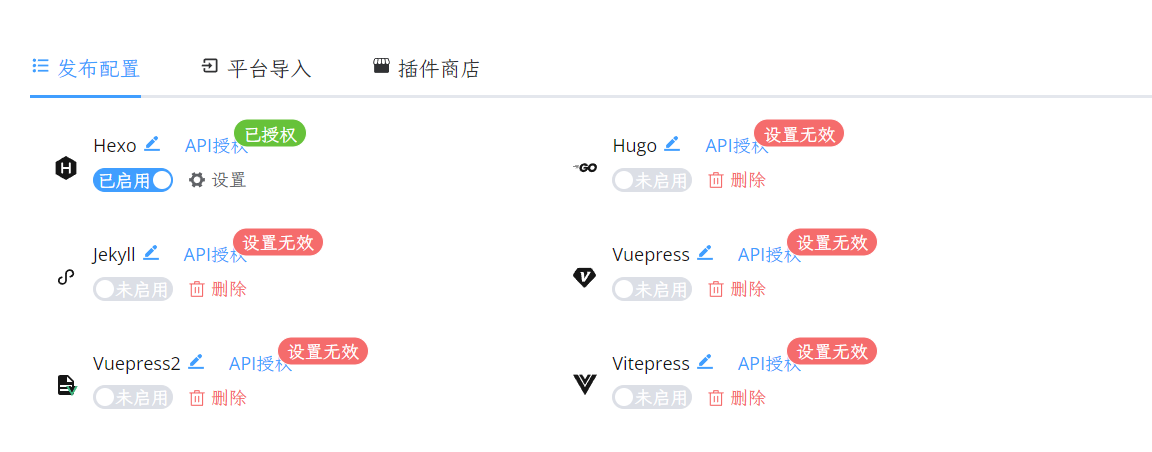 发布配置 平台导入 插件商店
Hexo API授权 已授权
已启用 设置
Hugo API授权 设置无效
未启用 删除
Jekyll API授权 设置无效
未启用 删除
Vuepress API授权 设置无效
未启用 删除
Vuepress2 API授权 设置无效
未启用 删除
Vitepress API授权 设置无效
未启用 删除